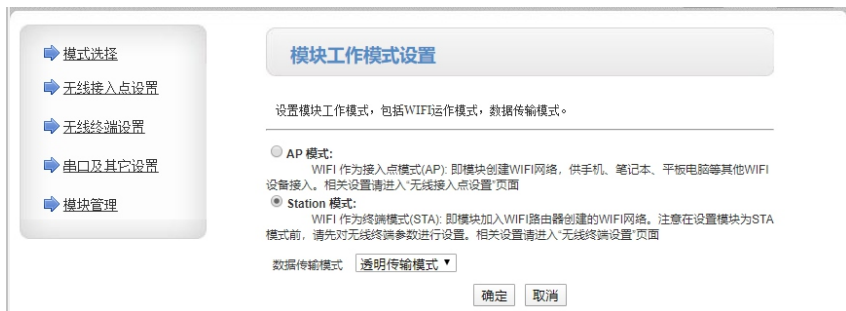 模式选择
无线接入点设置
无线终端设置
串口及其它设置
模块管理
模块工作模式设置
设置模块工作模式，包括WIFI运作模式，数据传输模式。
AP 模式:
WIFI 作为接入点模式(AP): 即模块创建WIFI网络，供手机、笔记本、平板电脑等其他WIFI
设备接入。相关设置请进入“无线接入点设置”页面
Station 模式:
WIFI 作为终端模式(STA): 即模块加入WIFI路由器创建的WIFI网络。注意在设置模块为STA
模式前，请先对无线终端参数进行设置。相关设置请进入“无线终端设置”页面
数据传输模式 透明传输模式
确定 取消